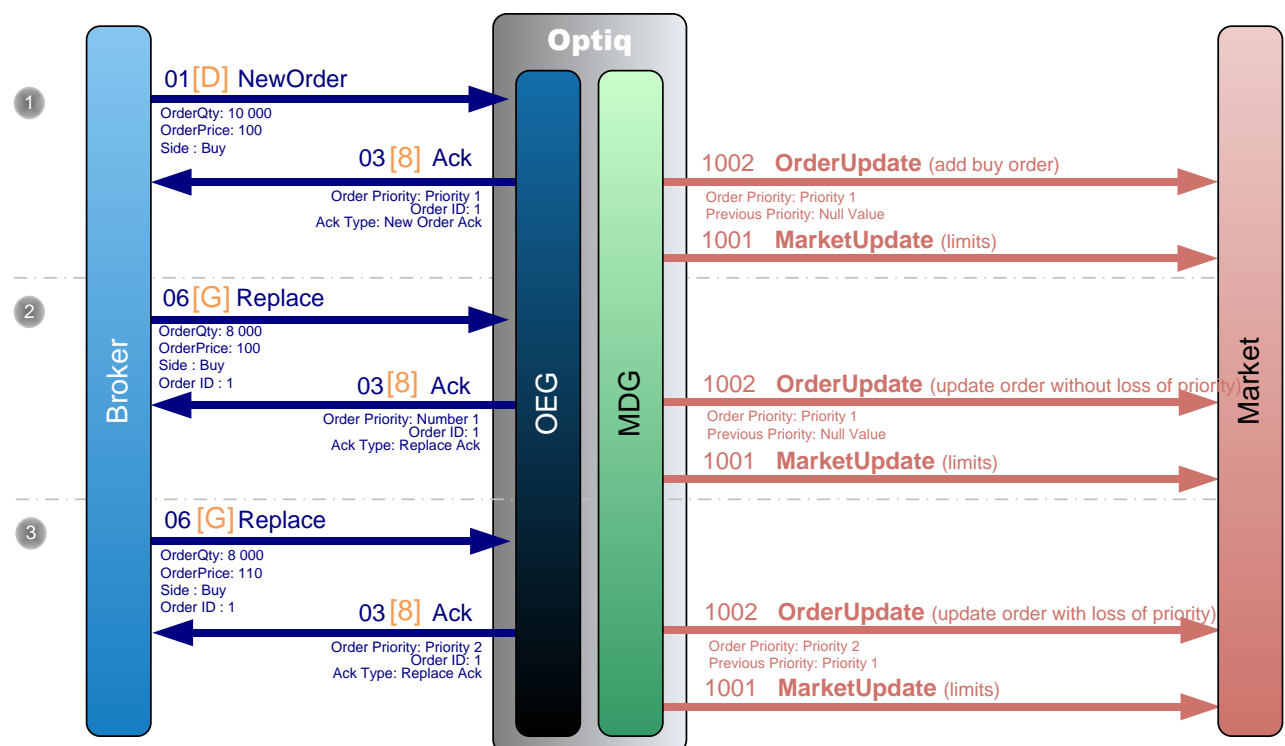 Optiq
Broker
OEG
MDG
Market
1
01 [D] NewOrder
OrderQty: 10 000
OrderPrice: 100
Side : Buy
03 [8] Ack
Order Priority: Priority 1
Order ID: 1
Ack Type: New Order Ack
1002 OrderUpdate (add buy order)
Order Priority: Priority 1
Previous Priority: Null Value
1001 MarketUpdate (limits)
2
06 [G] Replace
OrderQty: 8 000
OrderPrice: 100
Side : Buy
Order ID : 1
03 [8] Ack
Order Priority: Number 1
Order ID: 1
Ack Type: Replace Ack
1002 OrderUpdate (update order without loss of priority)
Order Priority: Priority 1
Previous Priority: Null Value
1001 MarketUpdate (limits)
3
06 [G] Replace
OrderQty: 8 000
OrderPrice: 110
Side : Buy
Order ID : 1
03 [8] Ack
Order Priority: Priority 2
Order ID: 1
Ack Type: Replace Ack
1002 OrderUpdate (update order with loss of priority)
Order Priority: Priority 2
Previous Priority: Priority 1
1001 MarketUpdate (limits)